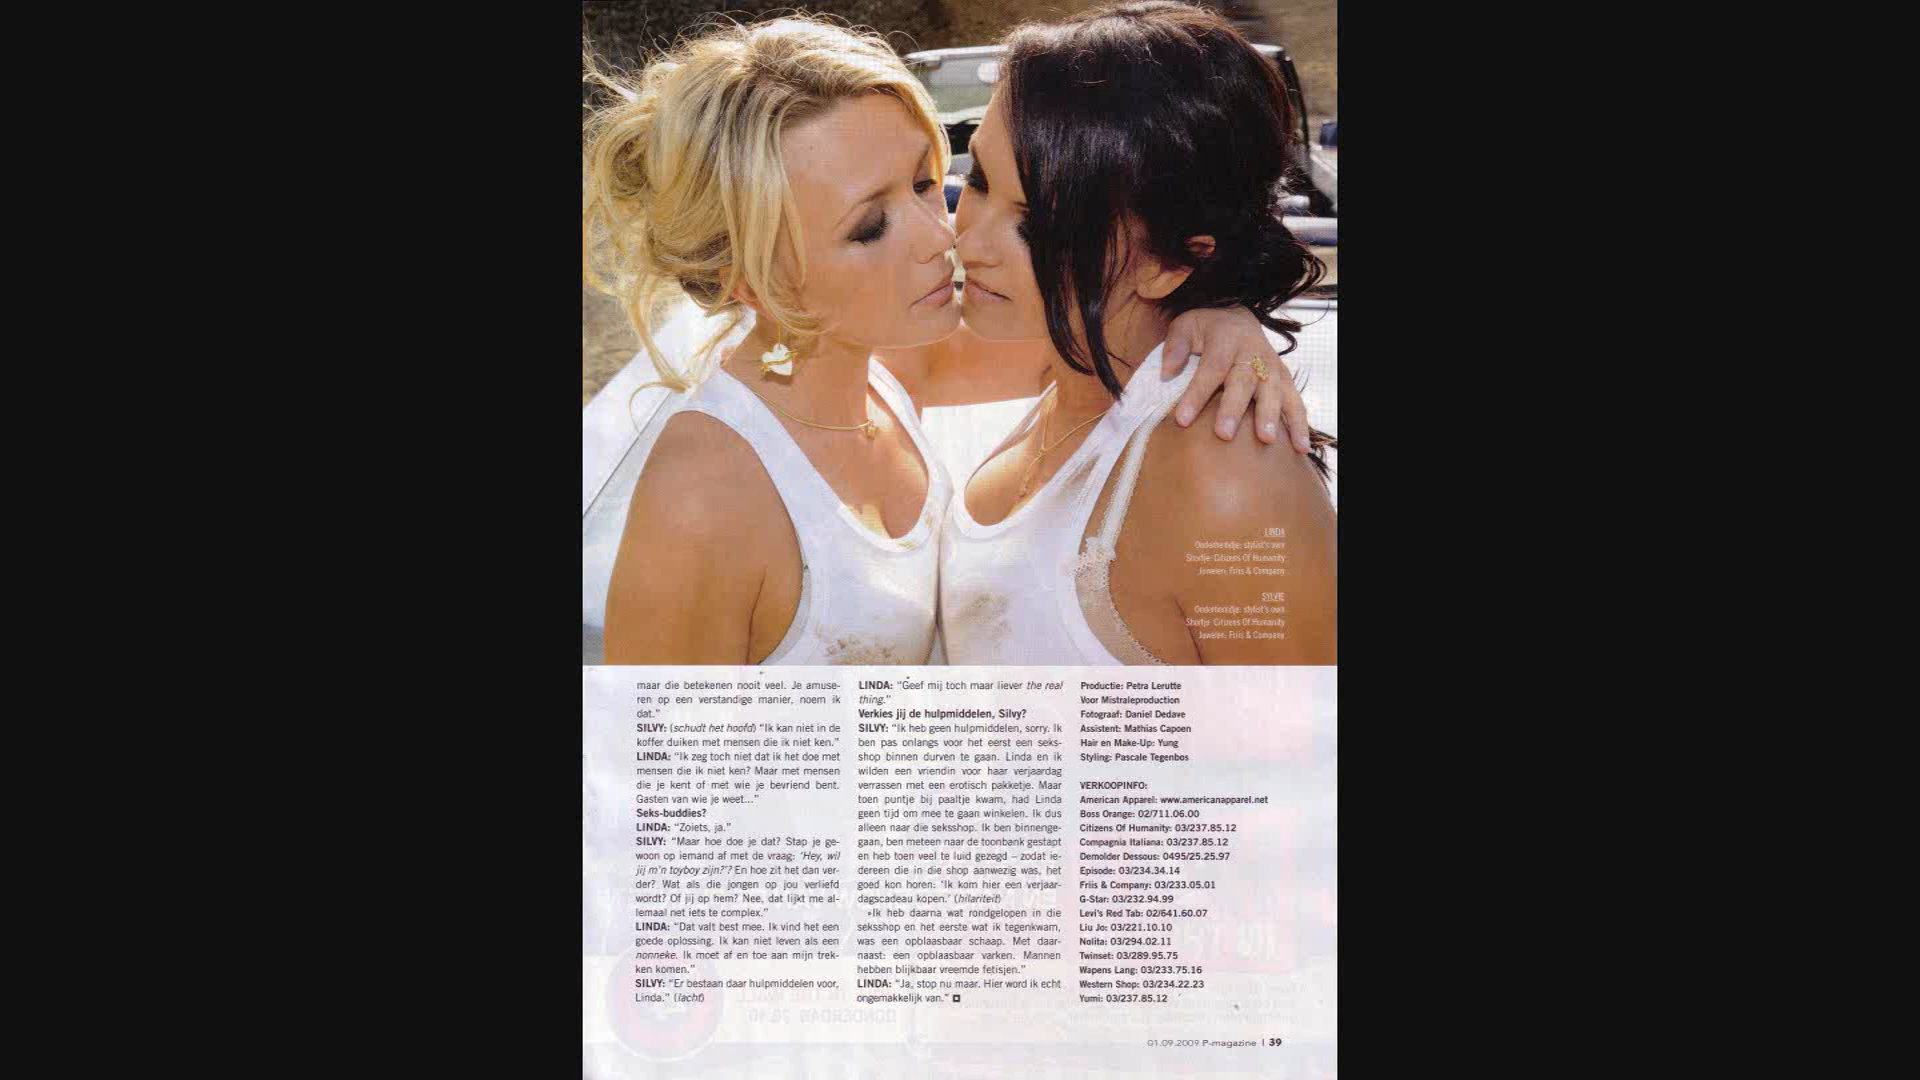 LINDA
Onderhemdje: stylist's own
Shortje: Citizens Of Humanity
Juwelen: Friis & Company
SYLVIE
Onderhemdje: stylist's own
Shortje: Citizens Of Humanity
Juwelen: Friis & Company
maar die betekenen nooit veel. Je amuse-
ren op een verstandige manier, noem ik
dat."
SILVY: (schudt het hoofd) "Ik kan niet in de
koffer duiken met mensen die ik niet ken."
LINDA: "Ik zeg toch niet dat ik het doe met
mensen die ik niet ken? Maar met mensen
die je kent of met wie je bevriend bent.
Gasten van wie je weet..."
Seks-buddies?
LINDA: "Zoiets, ja."
SILVY: "Maar hoe doe je dat? Stap je ge-
woon op iemand af met de vraag: 'Hey, wil
jij m'n toyboy zijn?'? En hoe zit het dan ver-
der? Wat als die jongen op jou verliefd
wordt? Of jij op hem? Nee, dat lijkt me al-
lemaal net iets te complex."
LINDA: "Dat valt best mee. Ik vind het een
goede oplossing. Ik kan niet leven als een
nonneke. Ik moet af en toe aan mijn trek-
ken komen."
SILVY: "Er bestaan daar hulpmiddelen voor,
Linda." (lacht)
LINDA: "Geef mij toch maar liever the real
thing."
Verkies jij de hulpmiddelen, Silvy?
SILVY: "Ik heb geen hulpmiddelen, sorry. Ik
ben pas onlangs voor het eerst een seks-
shop binnen durven te gaan. Linda en ik
wilden een vriendin voor haar verjaardag
verrassen met een erotisch pakketje. Maar
toen puntje bij paaltje kwam, had Linda
geen tijd om mee te gaan winkelen. Ik dus
alleen naar die seksshop. Ik ben binnenge-
gaan, ben meteen naar de toonbank gestapt
en heb toen veel te luid gezegd – zodat ie-
dereen die in die shop aanwezig was, het
goed kon horen: 'Ik kom hier een verjaar-
dagscadeau kopen.' (hilariteit)
"Ik heb daarna wat rondgelopen in die
seksshop en het eerste wat ik tegenkwam,
was een opblaasbaar schaap. Met daar-
naast: een opblaasbaar varken. Mannen
hebben blijkbaar vreemde fetisjen."
LINDA: "Ja, stop nu maar. Hier word ik echt
ongemakkelijk van."
Productie: Petra Lerutte
Voor Mistraleproduction
Fotograaf: Daniel Dedave
Assistent: Mathias Capoen
Hair en Make-Up: Yung
Styling: Pascale Tegenbos
VERKOOPINFO:
American Apparel: www.americanapparel.net
Boss Orange: 02/711.06.00
Citizens Of Humanity: 03/237.85.12
Compagnia Italiana: 03/237.85.12
Demolder Dessous: 0495/25.25.97
Episode: 03/234.34.14
Friis & Company: 03/233.05.01
G-Star: 03/232.94.99
Levi's Red Tab: 02/641.60.07
Liu Jo: 03/221.10.10
Nolita: 03/294.02.11
Twinset: 03/289.95.75
Wapens Lang: 03/233.75.16
Western Shop: 03/234.22.23
Yumi: 03/237.85.12
01.09.2009 P-magazine | 39